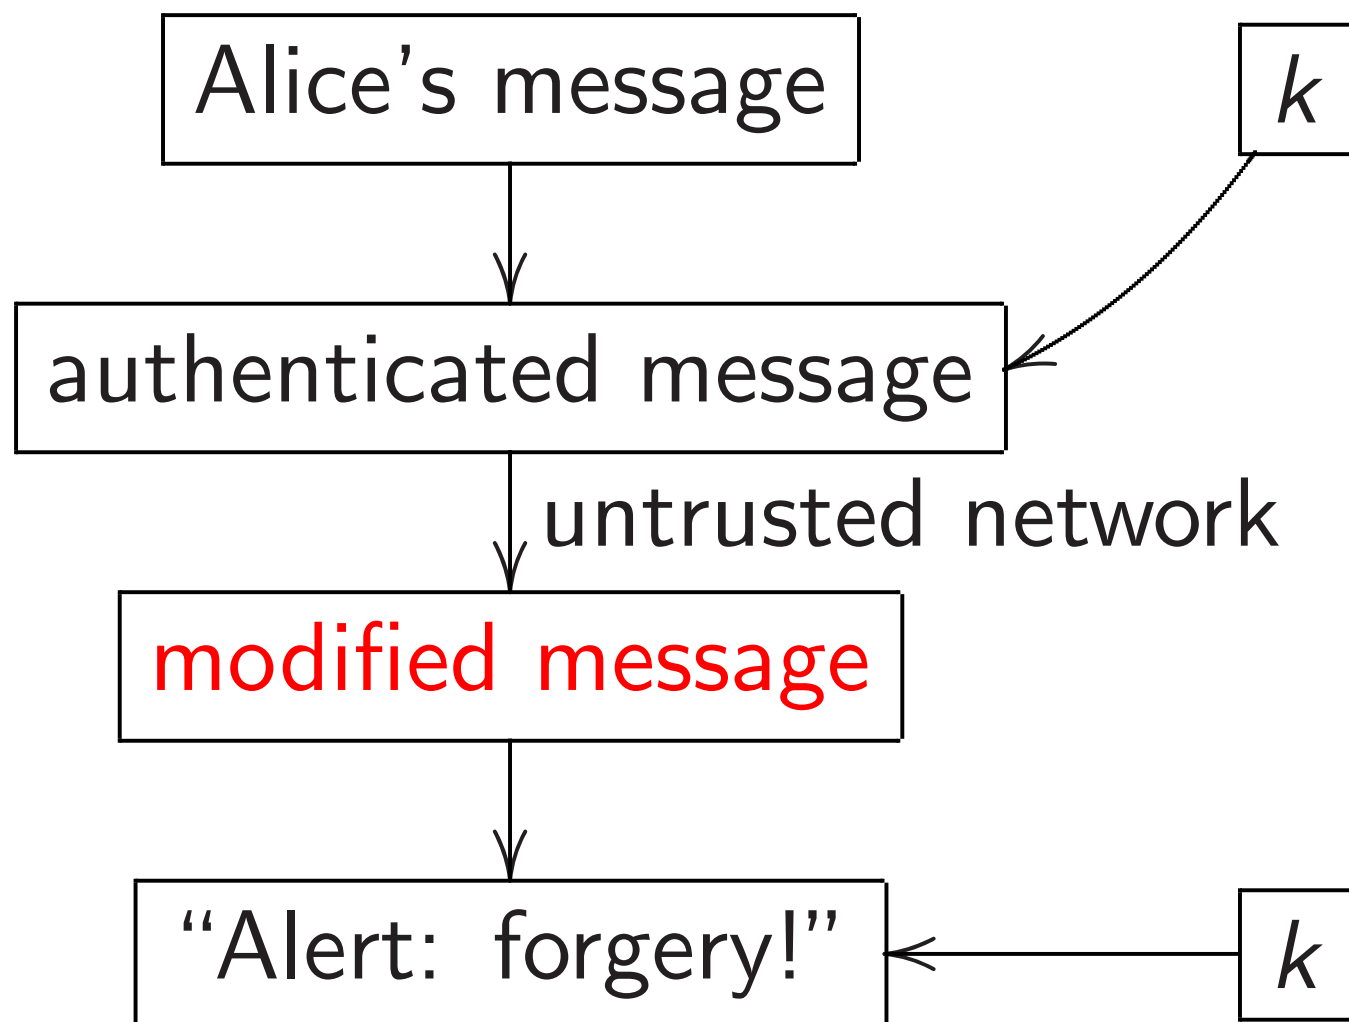 Alice’s message
k
authenticated message
untrusted network
modified message
“Alert: forgery!”
k